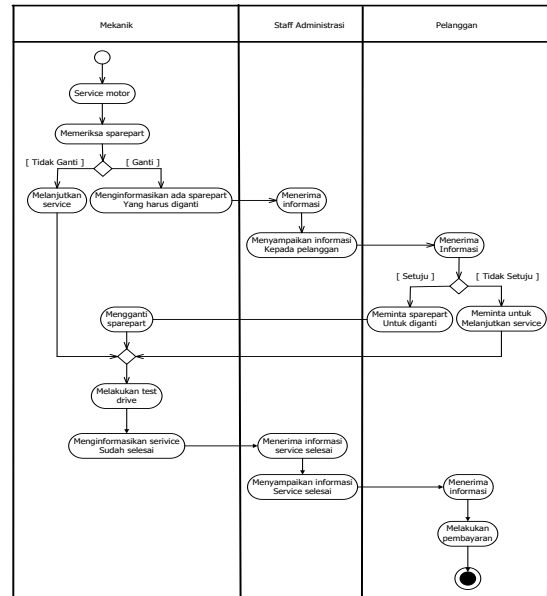 Mekanik
Staff Administrasi
Pelanggan
Service motor
Memeriksa sparepart
[ Tidak Ganti ]
[ Ganti ]
Melanjutkan
service
Menginformasikan ada sparepart
Yang harus diganti
Menerima
informasi
Menyampaikan informasi
Kepada pelanggan
Menerima
Informasi
[ Setuju ]
[ Tidak Setuju ]
Mengganti
sparepart
Meminta sparepart
Untuk diganti
Meminta untuk
Melanjutkan service
Melakukan test
drive
Menginformasikan serivice
Sudah selesai
Menerima informasi
service selesai
Menyampaikan informasi
Service selesai
Menerima
informasi
Melakukan
pembayaran